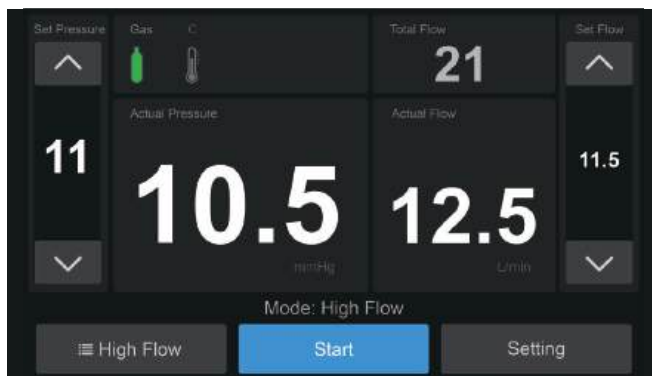 Set Pressure
Gas
C
Total Flow
Set Flow
21
Actual Pressure
Actual Flow
11
10.5
12.5
11.5
mmHg
L/min
Mode: High Flow
High Flow
Start
Setting